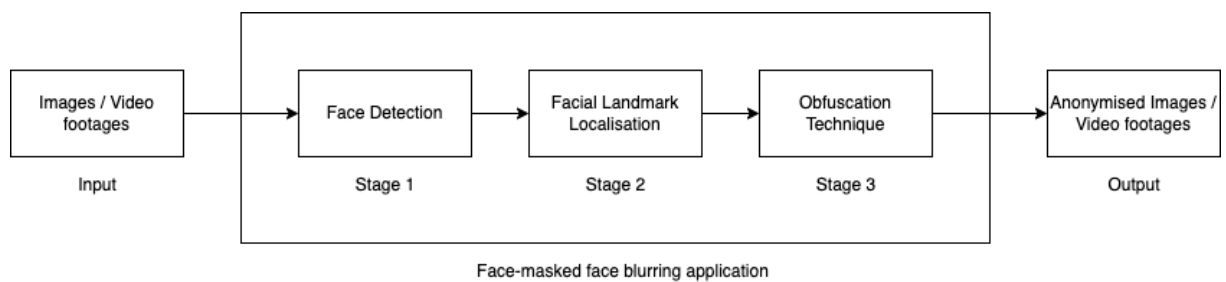 Images / Video
footages
Face Detection
Facial Landmark
Localisation
Obfuscation
Technique
Anonymised Images /
Video footages
Input
Stage 1
Stage 2
Stage 3
Output
Face-masked face blurring application